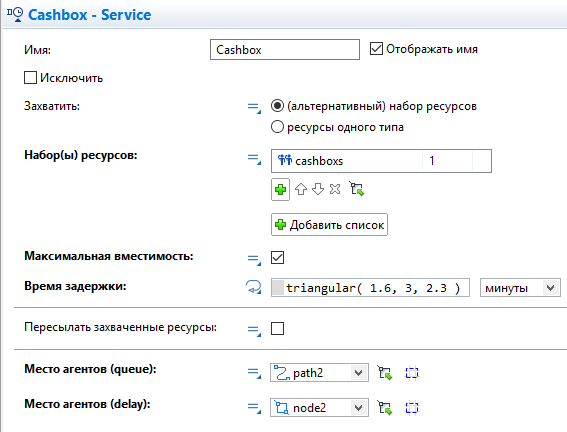 Cashbox - Service
Имя: Cashbox Отображать имя
Исключить
Захватить: (альтернативный) набор ресурсов
ресурсы одного типа
Набор(ы) ресурсов: cashboxs 1
Добавить список
Максимальная вместимость:
Время задержки: triangular( 1.6, 3, 2.3 ) минуты
Пересылать захваченные ресурсы:
Место агентов (queue): path2
Место агентов (delay): node2